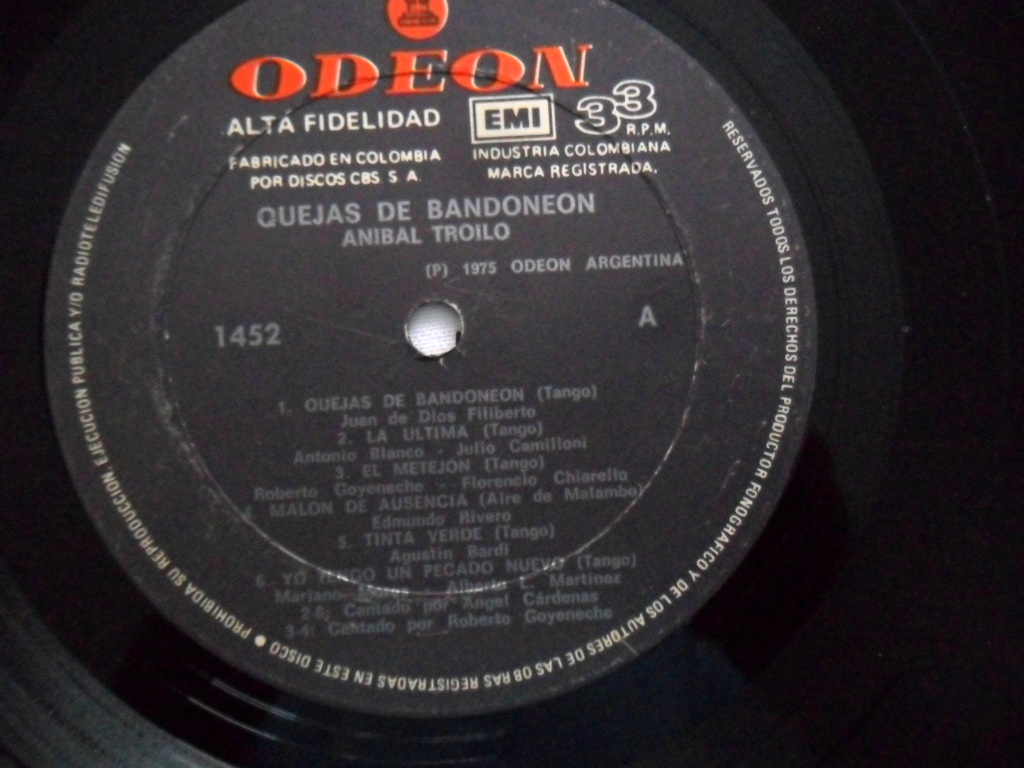 ODEON
ALTA FIDELIDAD
EMI
33
R.P.M.
FABRICADO EN COLOMBIA
POR DISCOS CBS S A.
INDUSTRIA COLOMBIANA
MARCA REGISTRADA.
QUEJAS DE BANDONEON
ANIBAL TROILO
(P) 1975 ODEON ARGENTINA
1452
A
1. QUEJAS DE BANDONEON (Tango)
Juan de Dios Filiberto
2. LA ULTIMA (Tango)
Antonio Blanco - Julio Camilloni
3. EL METEJON (Tango)
Roberto Goyeneche - Florencio Chiarello
4. MALON DE AUSENCIA (Aire de Malambo)
Edmundo Rivero
5. TINTA VERDE (Tango)
Agustin Bardi
6. YO TENGO UN PECADO NUEVO (Tango)
Mariano Alberto L. Martinez
2-6: Cantado por Angel Cárdenas
3-4: Cantado por Roberto Goyeneche
RESERVADOS TODOS LOS DERECHOS DEL PRODUCTOR FONOGRAFICO Y DE LOS AUTORES DE LAS OBRAS REGISTRADAS EN ESTE DISCO ● PROHIBIDA SU REPRODUCCION, EJECUCION PUBLICA Y/O RADIOTELEDIFUSION